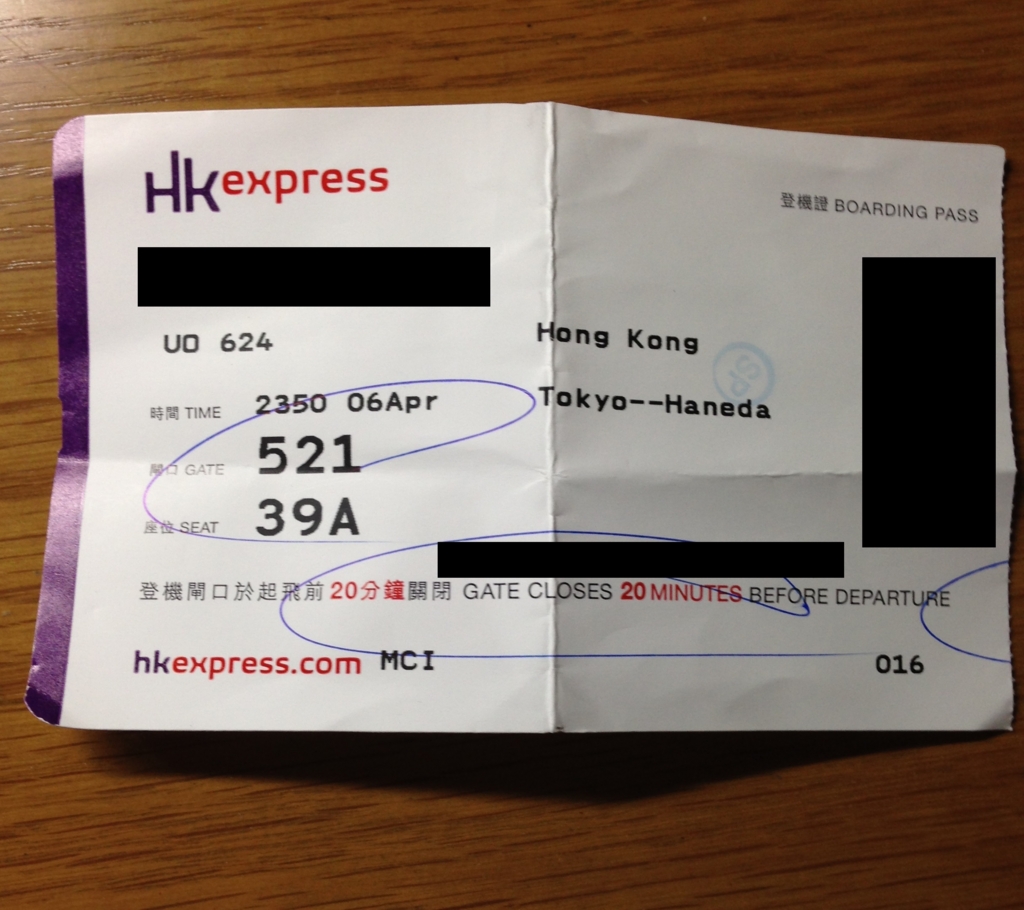 hkexpress
登機證 BOARDING PASS
UO 624
Hong Kong
時間 TIME 2350 06Apr
Tokyo--Haneda
閘口 GATE 521
座位 SEAT 39A
登機閘口於起飛前20分鐘關閉 GATE CLOSES 20 MINUTES BEFORE DEPARTURE
hkexpress.com MCI 016